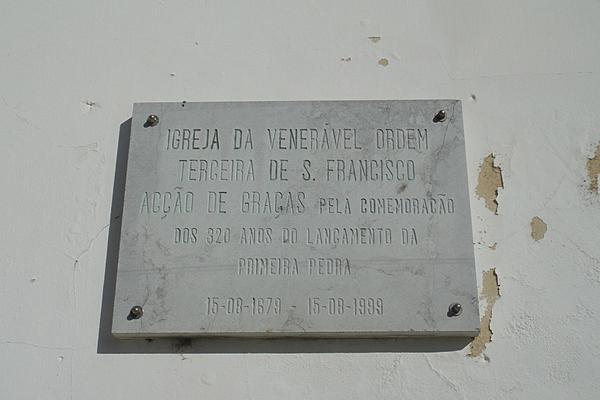 IGREJA DA VENERÁVEL ORDEM
TERCEIRA DE S. FRANCISCO
ACÇÃO DE GRAÇAS PELA COMEMORAÇÃO
DOS 320 ANOS DO LANÇAMENTO DA
PRIMEIRA PEDRA
15-08-1679 - 15-08-1999